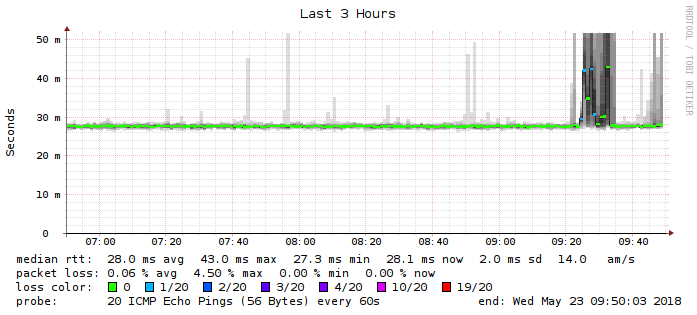 Last 3 Hours
RRDTOOL / TOBI OETIKER
Seconds
50 m
40 m
30 m
20 m
10 m
0
07:00 07:20 07:40 08:00 08:20 08:40 09:00 09:20 09:40
median rtt: 28.0 ms avg 43.0 ms max 27.3 ms min 28.1 ms now 2.0 ms sd 14.0 am/s
packet loss: 0.06 % avg 4.50 % max 0.00 % min 0.00 % now
loss color: 0 1/20 2/20 3/20 4/20 10/20 19/20
probe: 20 ICMP Echo Pings (56 Bytes) every 60s end: Wed May 23 09:50:03 2018